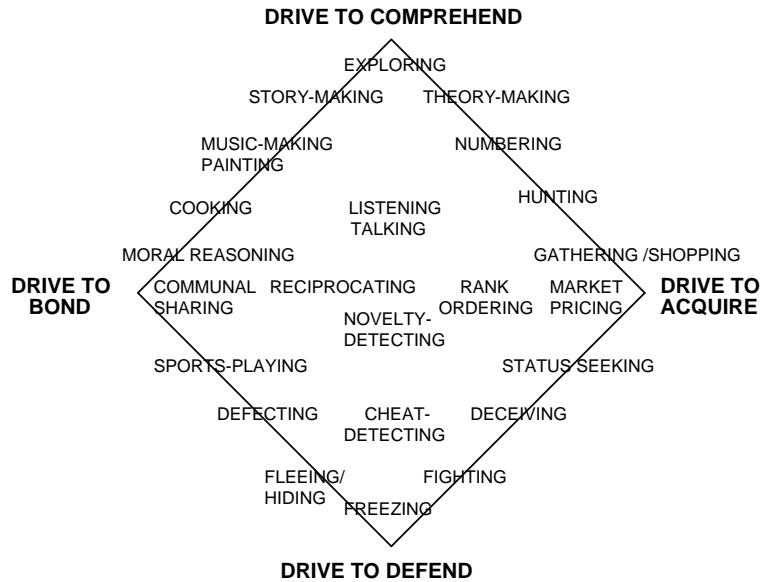 DRIVE TO COMPREHEND
EXPLORING
STORY-MAKING
THEORY-MAKING
MUSIC-MAKING
PAINTING
NUMBERING
HUNTING
COOKING
LISTENING
TALKING
MORAL REASONING
GATHERING /SHOPPING
DRIVE TO
BOND
COMMUNAL
SHARING
RECIPROCATING
RANK
ORDERING
MARKET
PRICING
DRIVE TO
ACQUIRE
NOVELTY-
DETECTING
SPORTS-PLAYING
STATUS SEEKING
DEFECTING
CHEAT-
DETECTING
DECEIVING
FLEEING/
HIDING
FIGHTING
FREEZING
DRIVE TO DEFEND